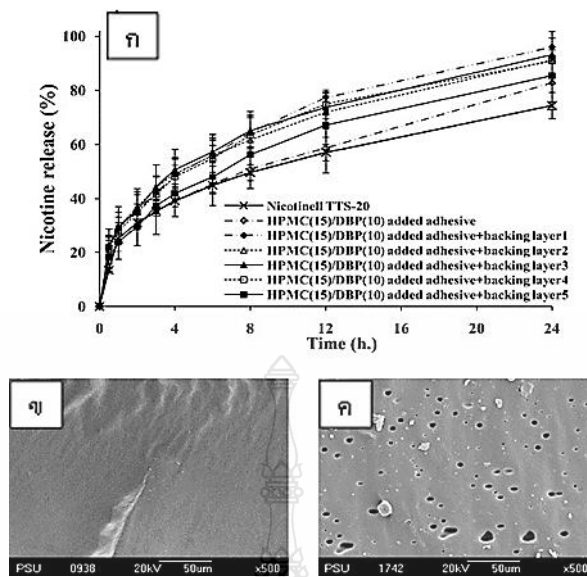 ก
100
80
60
40
20
0
Nicotine release (%)
Nicotinell TTS-20
HPMC(15)/DBP(10) added adhesive
HPMC(15)/DBP(10) added adhesive+backing layer1
HPMC(15)/DBP(10) added adhesive+backing layer2
HPMC(15)/DBP(10) added adhesive+backing layer3
HPMC(15)/DBP(10) added adhesive+backing layer4
HPMC(15)/DBP(10) added adhesive+backing layer5
0 4 8 12 16 20 24
Time (h.)
ข
PSU 0938 20kV 50um x500
ค
PSU 1742 20kV 50um x500